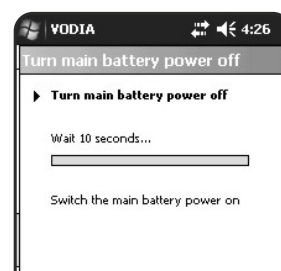 VODIA 4:26
Turn main battery power off
Turn main battery power off
Wait 10 seconds...
Switch the main battery power on